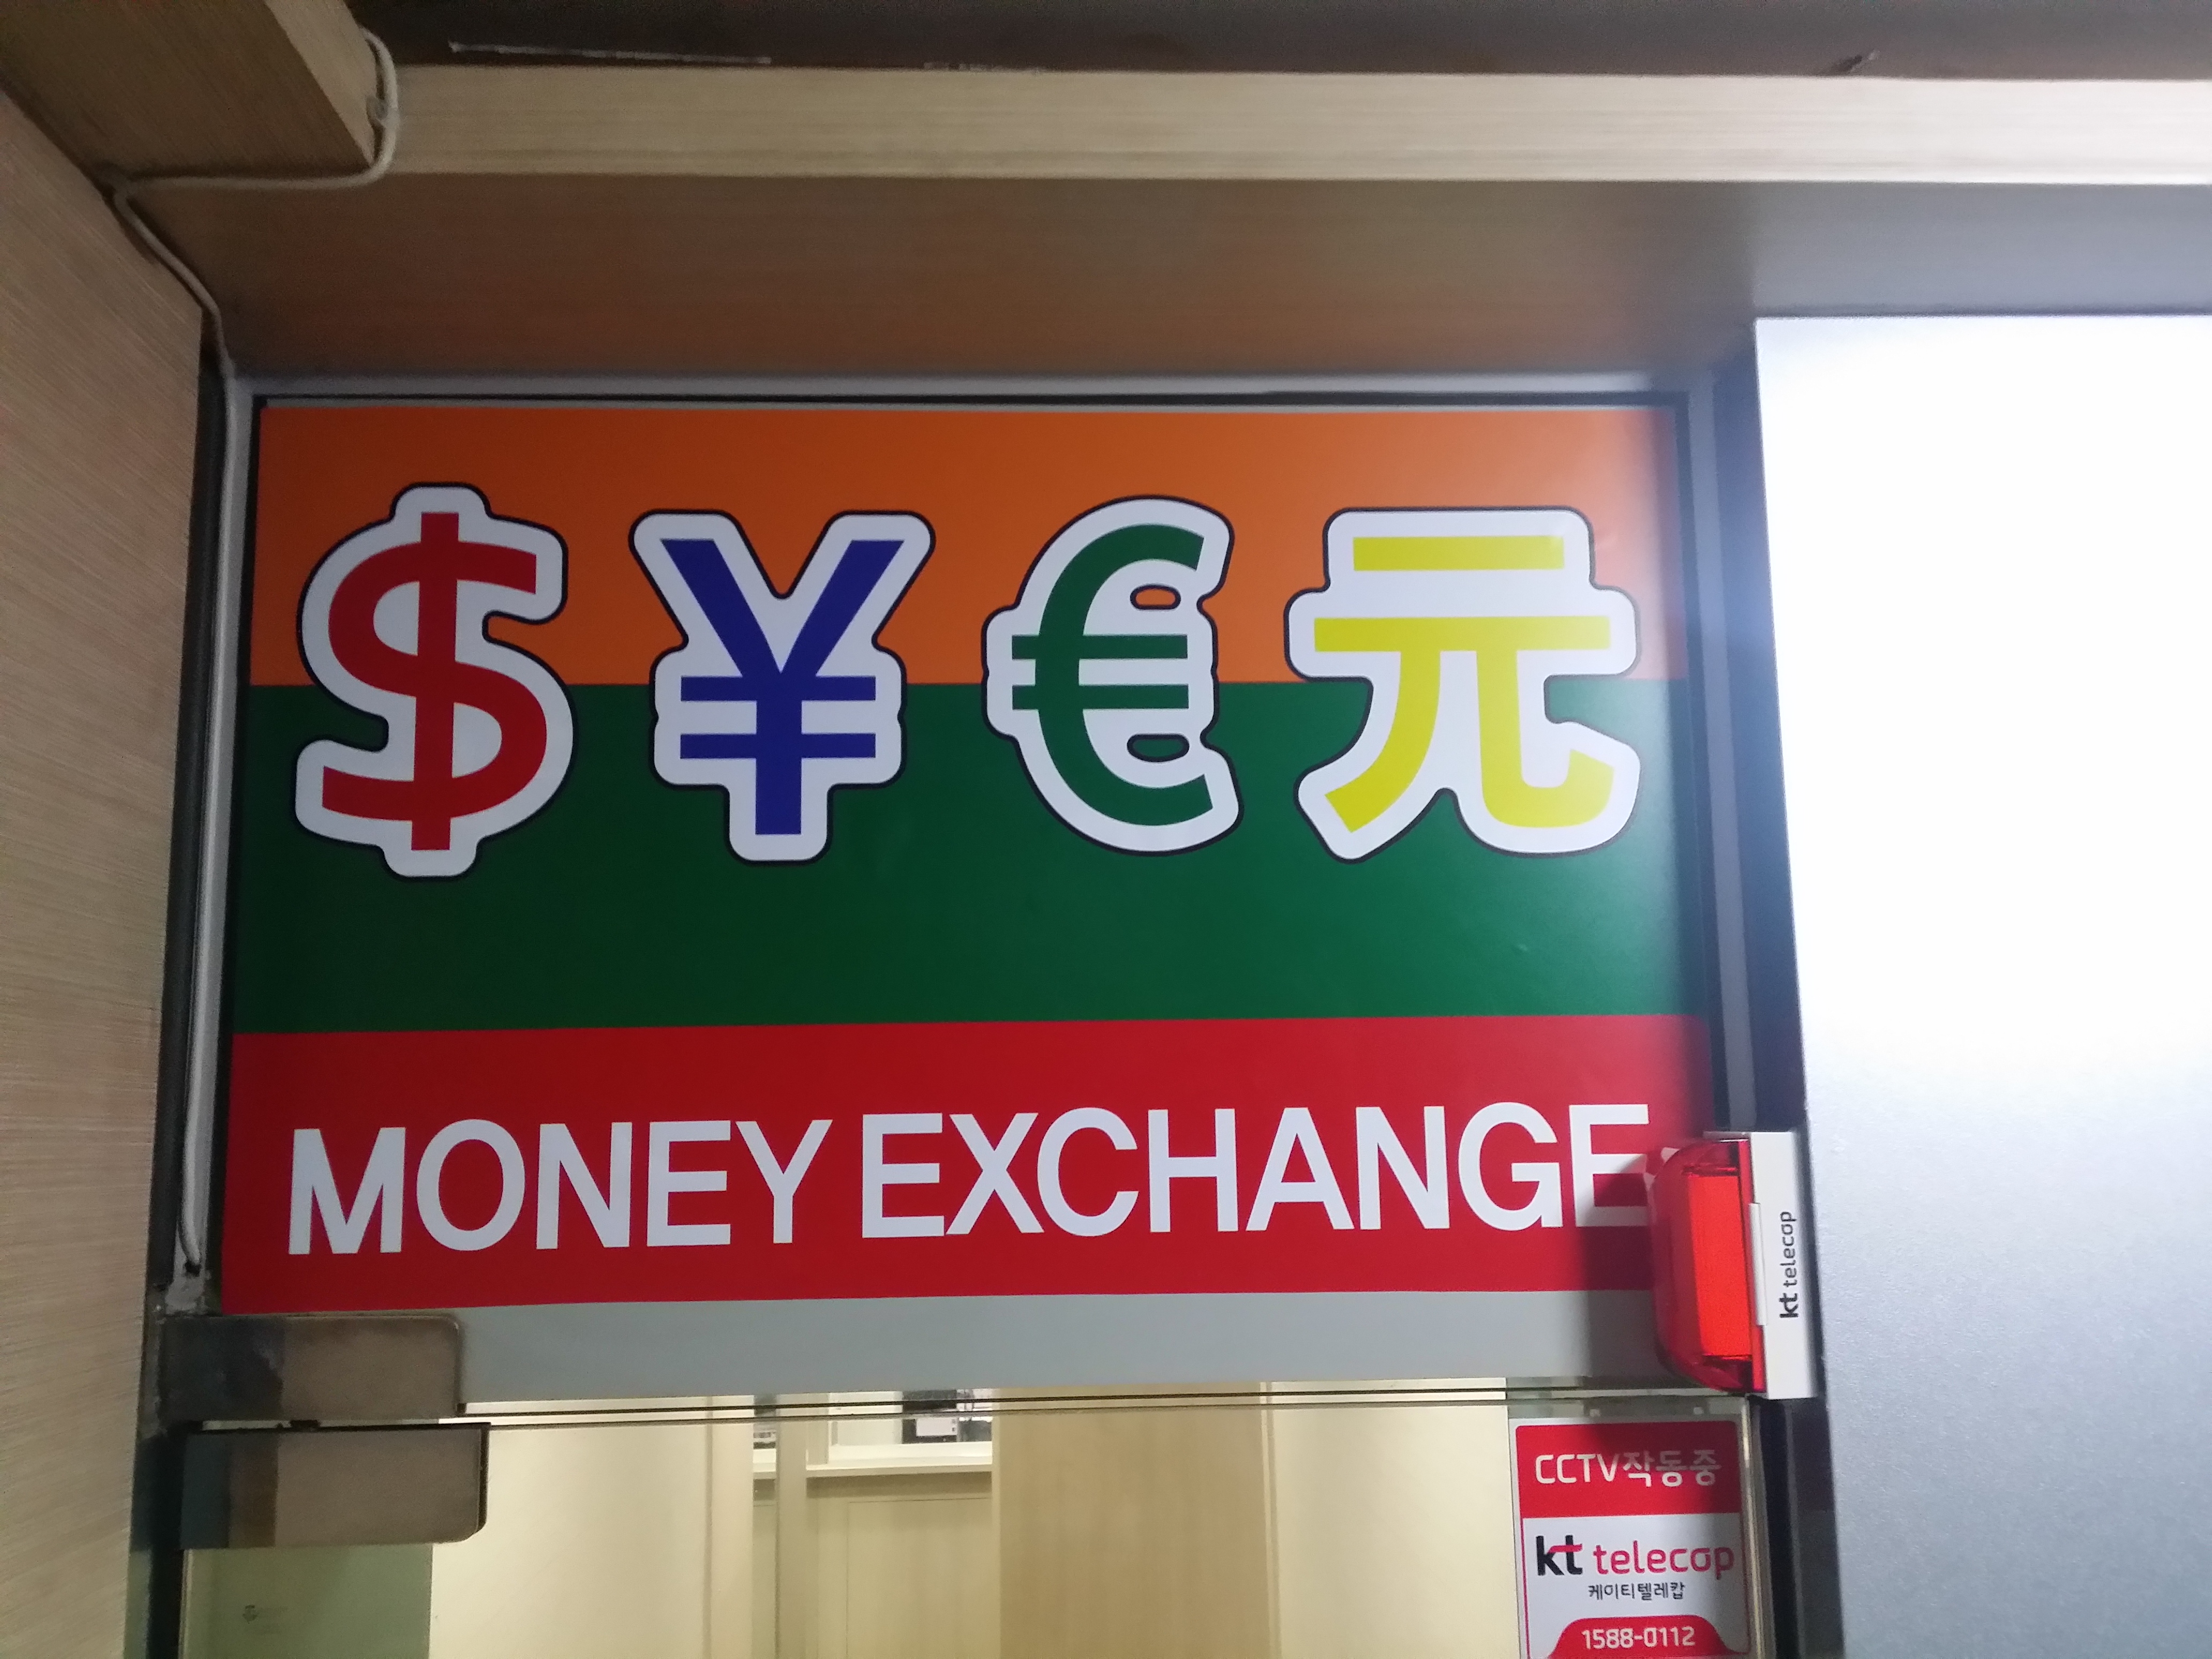 $ ¥ € 元
MONEY EXCHANGE
kt telecop
CCTV작동중
kt telecop
케이티텔레캅
1588-0112